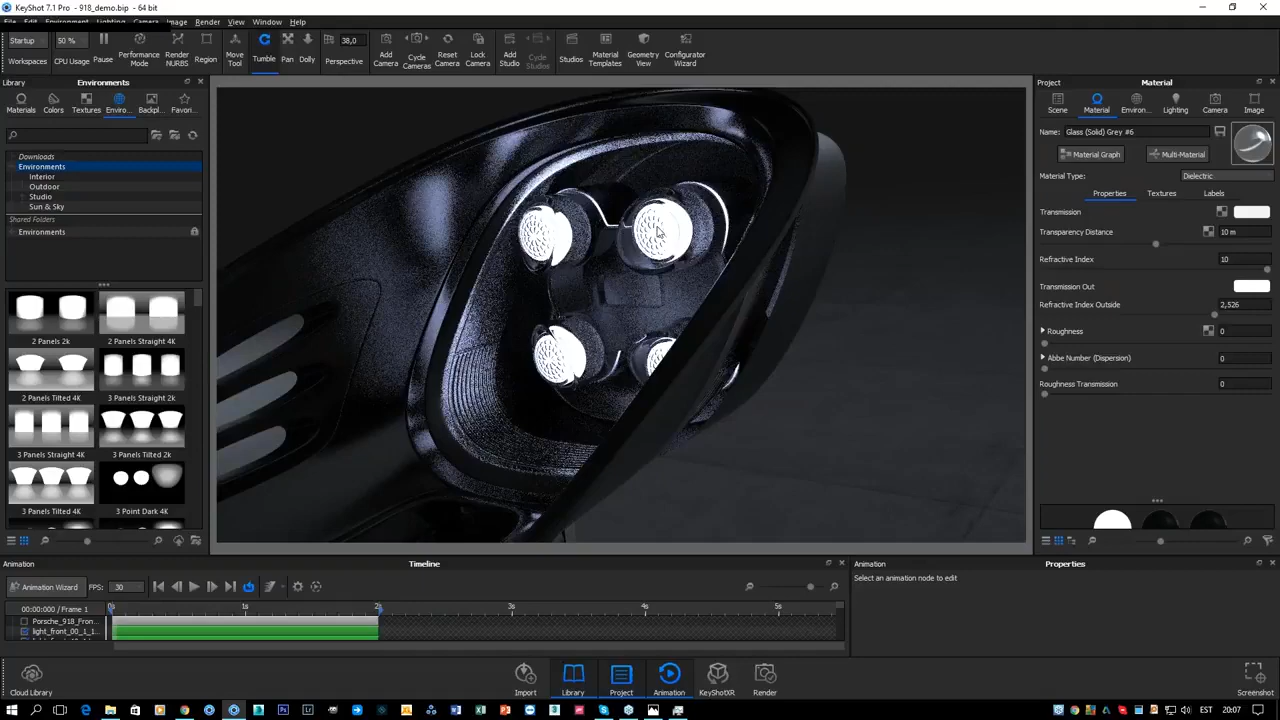 KeyShot 7.1 Pro - 918_demo.bip - 64 bit
File Edit Environment Lighting Camera Image Render View Window Help
Startup 50 % 38,0
Workspaces CPU Usage Pause Performance Mode Render NURBS Region Move Tool Tumble Pan Dolly Perspective Add Camera Cycle Cameras Reset Camera Lock Camera Add Studio Cycle Studios Studios Material Templates Geometry View Configurator Wizard
Library Environments
Materials Colors Textures Enviro... Backpl... Favori...
Downloads
Environments
Interior
Outdoor
Studio
Sun & Sky
Shared Folders
Environments
2 Panels 2k 2 Panels Straight 4K
2 Panels Tilted 4K 3 Panels Straight 2k
3 Panels Straight 4K 3 Panels Tilted 2k
3 Panels Tilted 4K 3 Point Dark 4K
Project Material
Scene Material Environ... Lighting Camera Image
Name: Glass (Solid) Grey #6
Material Graph Multi-Material
Material Type: Dielectric
Properties Textures Labels
Transmission
Transparency Distance 10 m
Refractive Index 10
Transmission Out
Refractive Index Outside 2,526
Roughness 0
Abbe Number (Dispersion) 0
Roughness Transmission 0
Animation Timeline
Animation Wizard FPS: 30
00:00:000 / Frame 1 0s 1s 2s 3s 4s 5s
Porsche_918_Fron...
light_front_00_1_1...
Animation Properties
Select an animation node to edit
Cloud Library Import Library Project Animation KeyShotXR Render Screenshot
EST 20:07